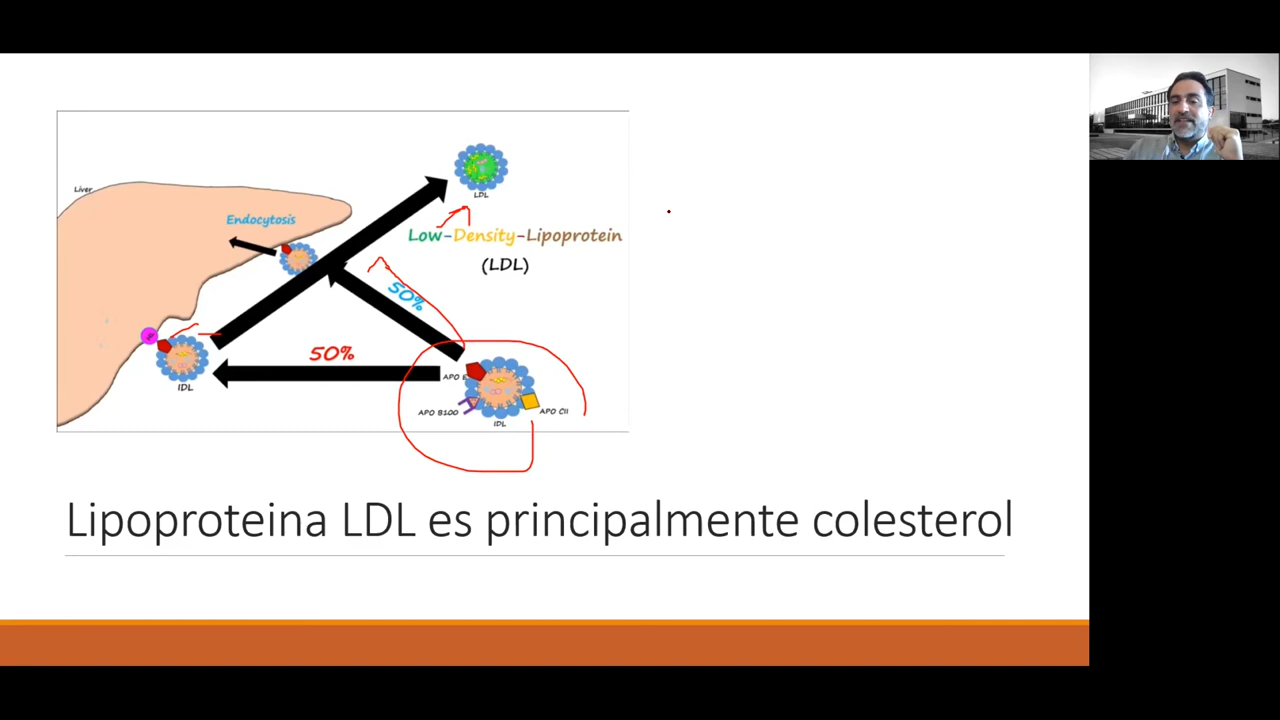 LDL
Liver
Endocytosis
Low-Density-Lipoprotein
(LDL)
50%
50%
IDL
APO E
APO B100
APO CII
IDL
Lipoproteina LDL es principalmente colesterol